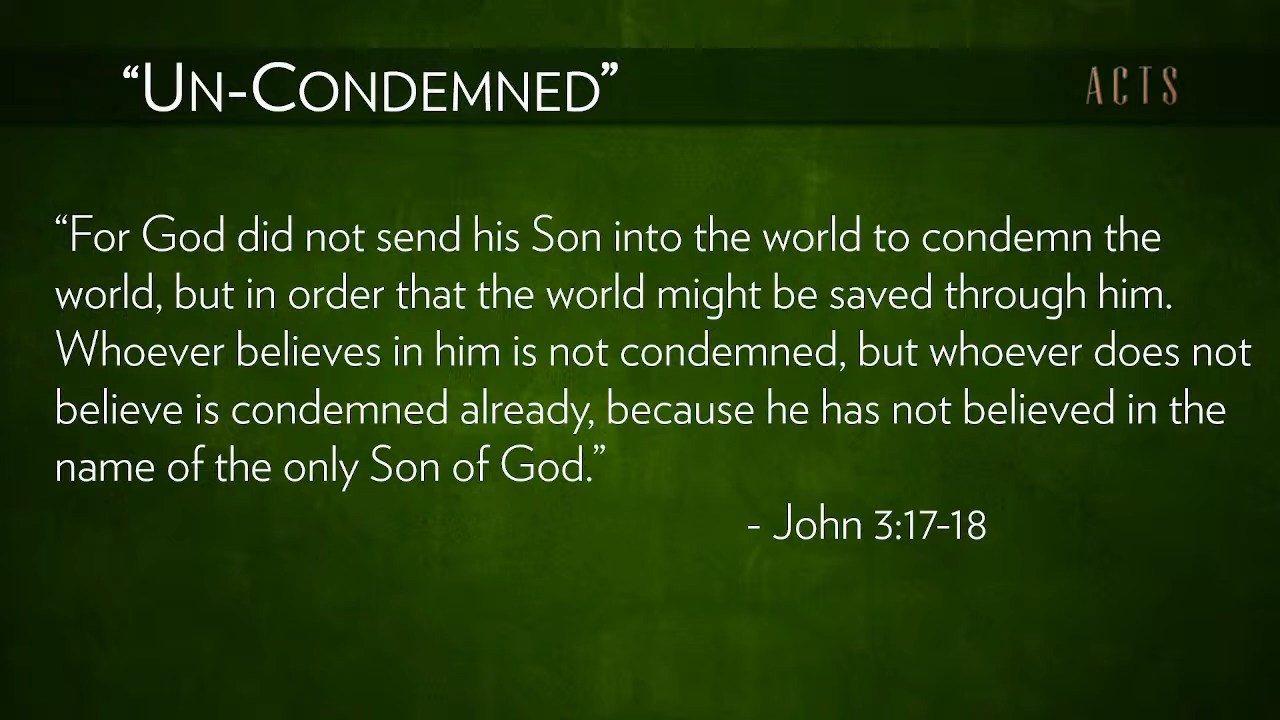 “Un-Condemned”
ACTS
“For God did not send his Son into the world to condemn the
world, but in order that the world might be saved through him.
Whoever believes in him is not condemned, but whoever does not
believe is condemned already, because he has not believed in the
name of the only Son of God.”
- John 3:17-18